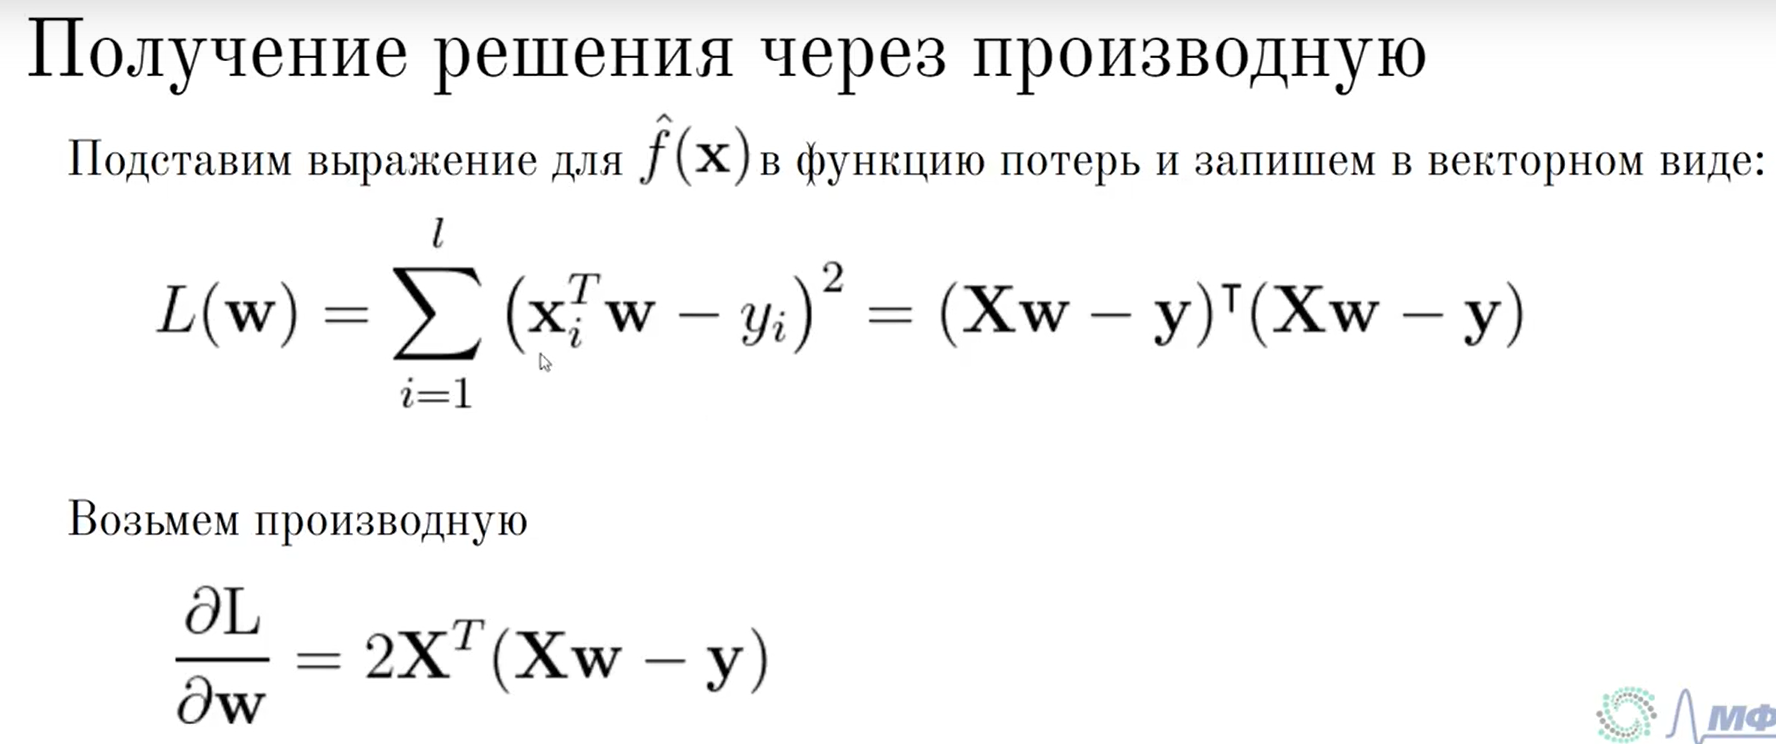 Получение решения через производную
Подставим выражение для f̂(x) в функцию потерь и запишем в векторном виде:
L(w) = ∑_{i=1}^{l} (x_i^T w − y_i)^2 = (Xw − y)^⊤(Xw − y)
Возьмем производную
∂L/∂w = 2X^T(Xw − y)